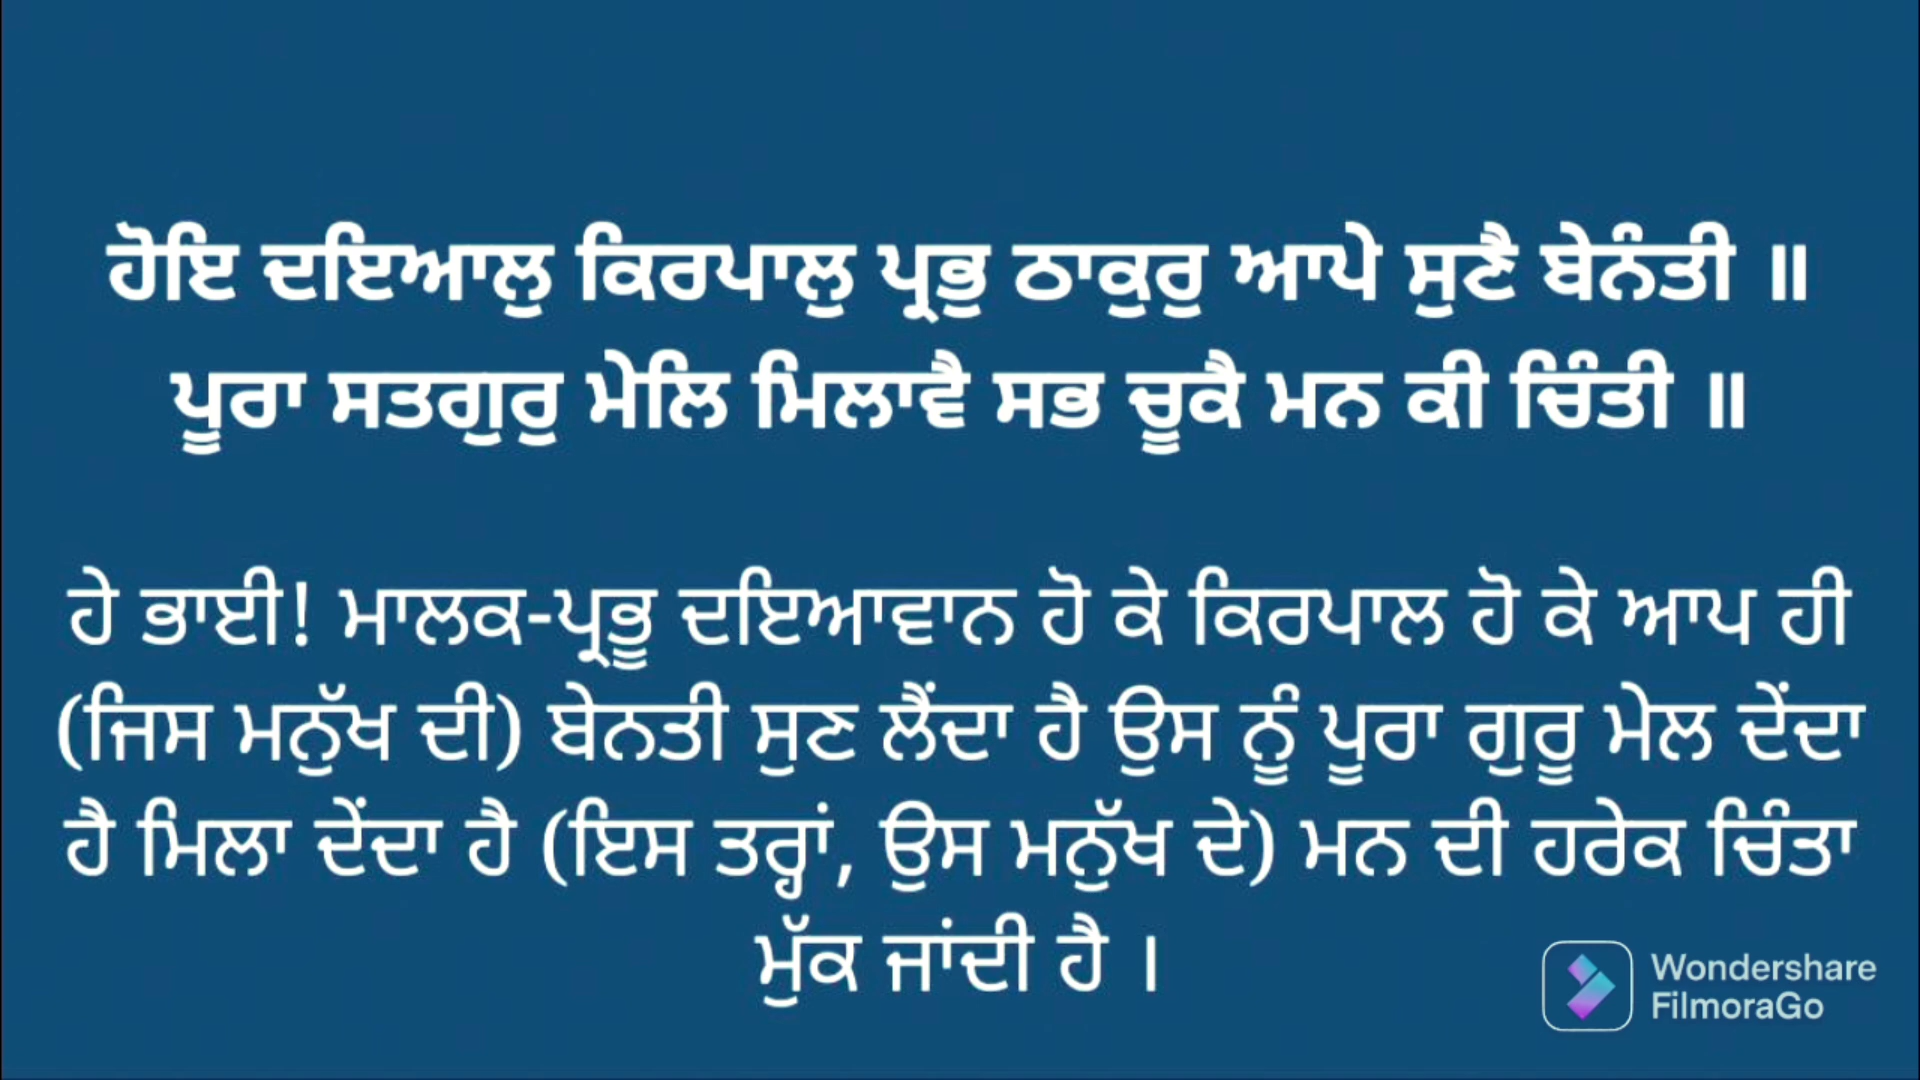 ਹੋਇ ਦਇਆਲੁ ਕਿਰਪਾਲੁ ਪ੍ਰਭੁ ਠਾਕੁਰੁ ਆਪੇ ਸੁਣੈ ਬੇਨੰਤੀ ॥
ਪੂਰਾ ਸਤਗੁਰੁ ਮੇਲਿ ਮਿਲਾਵੈ ਸਭ ਚੂਕੈ ਮਨ ਕੀ ਚਿੰਤੀ ॥
ਹੇ ਭਾਈ! ਮਾਲਕ-ਪ੍ਰਭੂ ਦਇਆਵਾਨ ਹੋ ਕੇ ਕਿਰਪਾਲ ਹੋ ਕੇ ਆਪ ਹੀ
(ਜਿਸ ਮਨੁੱਖ ਦੀ) ਬੇਨਤੀ ਸੁਣ ਲੈਂਦਾ ਹੈ ਉਸ ਨੂੰ ਪੂਰਾ ਗੁਰੂ ਮੇਲ ਦੇਂਦਾ
ਹੈ ਮਿਲਾ ਦੇਂਦਾ ਹੈ (ਇਸ ਤਰ੍ਹਾਂ, ਉਸ ਮਨੁੱਖ ਦੇ) ਮਨ ਦੀ ਹਰੇਕ ਚਿੰਤਾ
ਮੁੱਕ ਜਾਂਦੀ ਹੈ ।
Wondershare
FilmoraGo